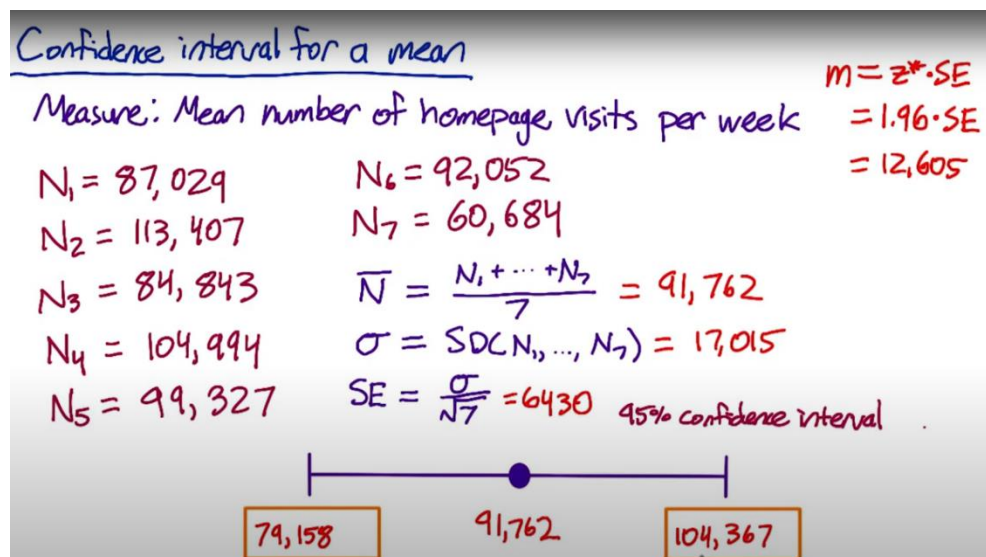 Confidence interval for a mean
Measure: Mean number of homepage visits per week
m = z*·SE
= 1.96·SE
= 12,605
N₁ = 87,029
N₂ = 113,407
N₃ = 84,843
N₄ = 104,994
N₅ = 99,327
N₆ = 92,052
N₇ = 60,684
N̅ = (N₁ + ··· + N₇)/7 = 91,762
σ = SD(N₁, ..., N₇) = 17,015
SE = σ/√7 = 6430
95% confidence interval
79,158
91,762
104,367